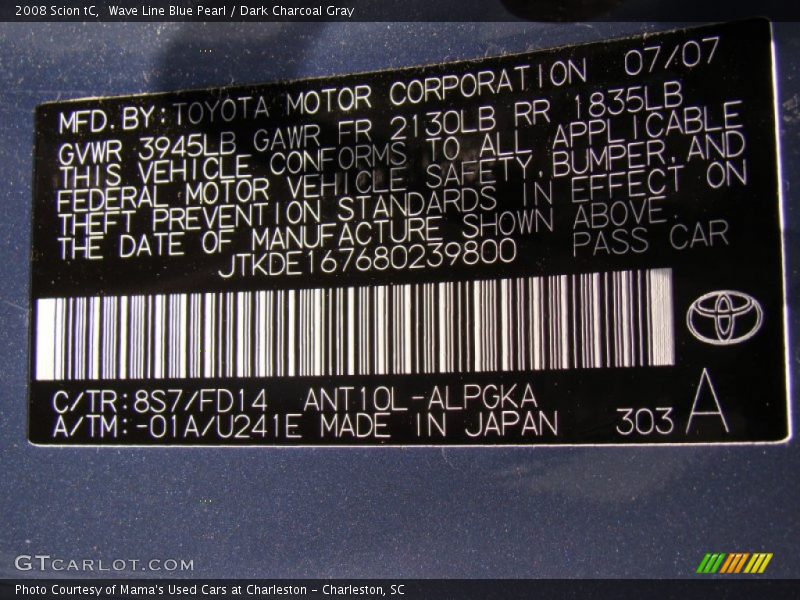 2008 Scion tC,  Wave Line Blue Pearl / Dark Charcoal Gray
MFD. BY: TOYOTA MOTOR CORPORATION 07/07
GVWR 3945LB GAWR FR 2130LB RR 1835LB
THIS VEHICLE CONFORMS TO ALL APPLICABLE
FEDERAL MOTOR VEHICLE SAFETY, BUMPER, AND
THEFT PREVENTION STANDARDS IN EFFECT ON
THE DATE OF MANUFACTURE SHOWN ABOVE.
JTKDE167680239800 PASS CAR
C/TR:8S7/FD14 ANT10L-ALPGKA
A/TM:-01A/U241E MADE IN JAPAN 303 A
GTCARLOT.COM
Photo Courtesy of Mama's Used Cars at Charleston - Charleston, SC